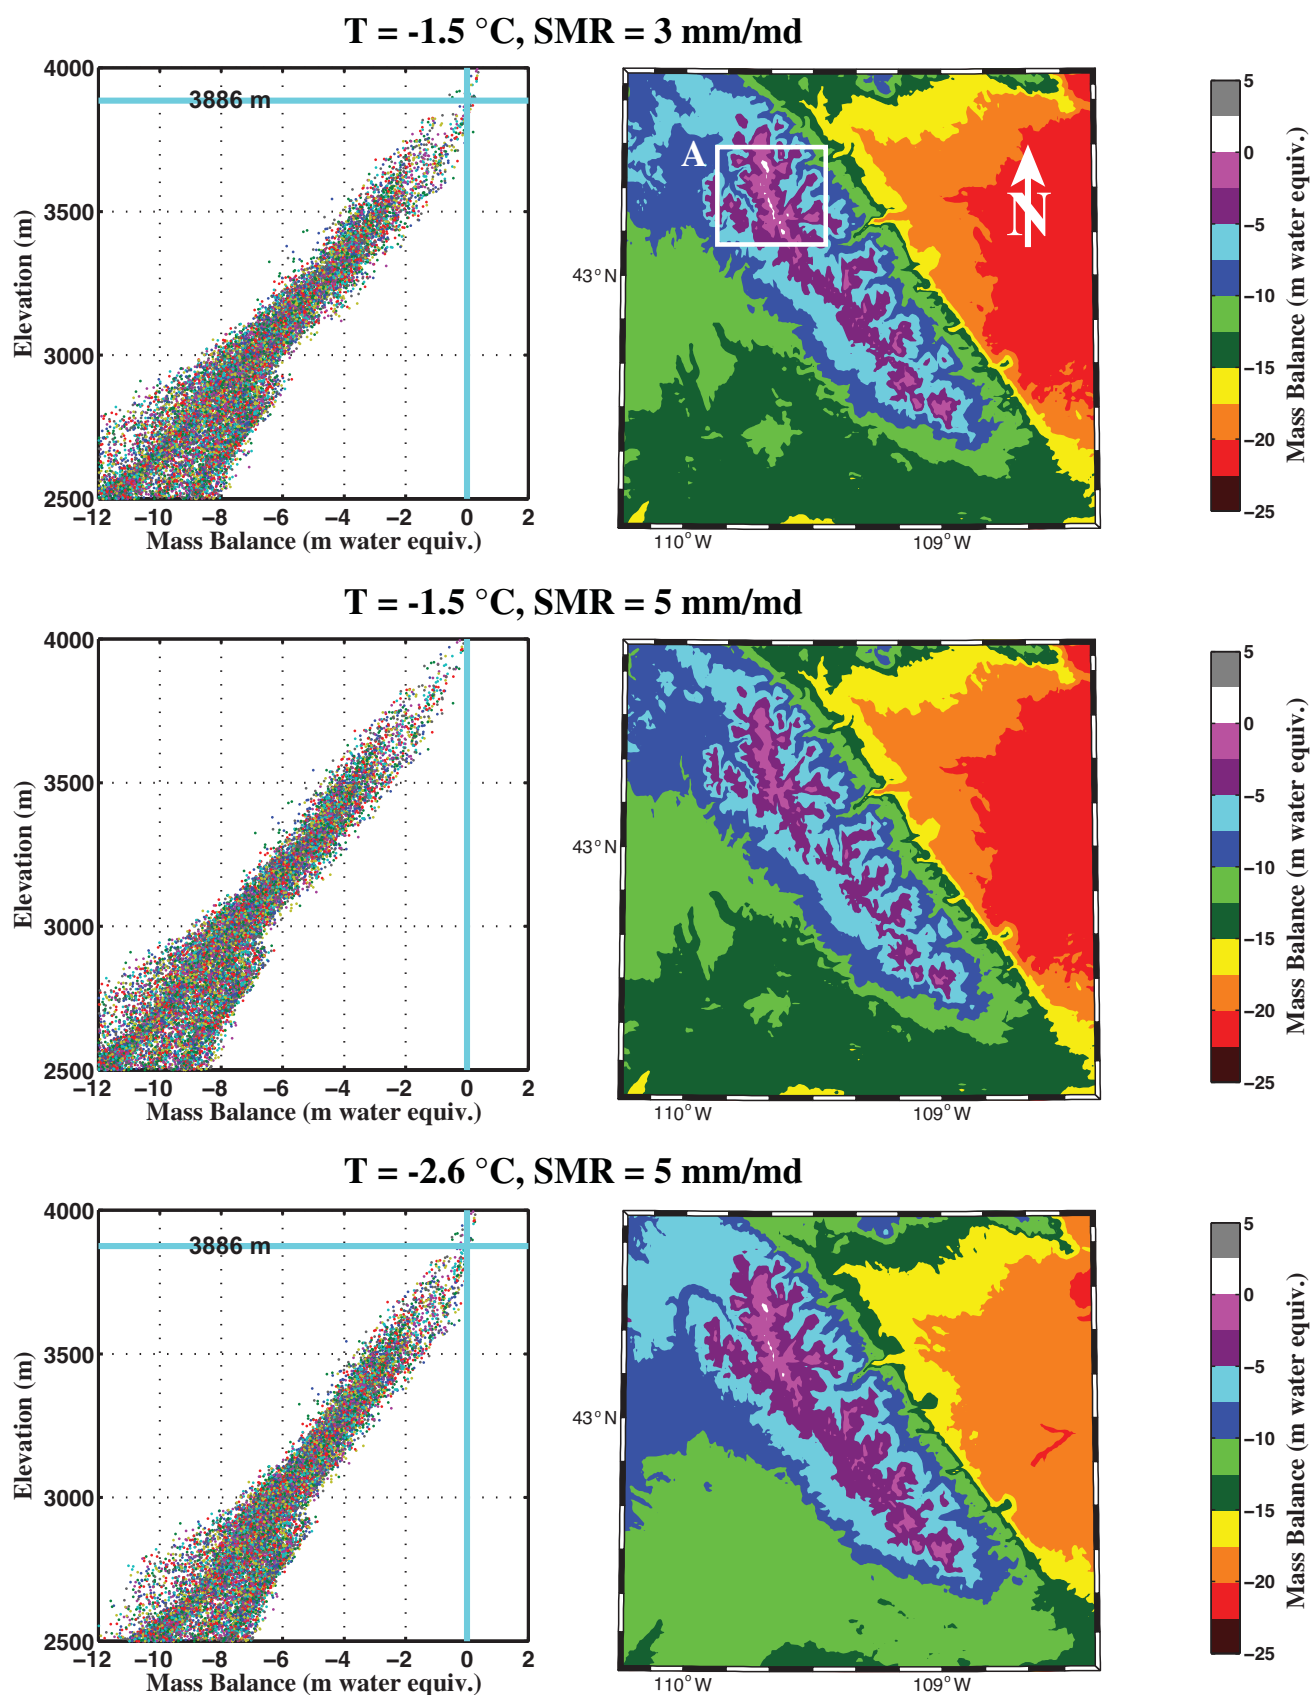 T = -1.5 °C, SMR = 3 mm/md
4000
3500
3000
2500
Elevation (m)
3886 m
−12 −10 −8 −6 −4 −2 0 2
Mass Balance (m water equiv.)
A
N
43°N
110°W 109°W
5
0
−5
−10
−15
−20
−25
Mass Balance (m water equiv.)
T = -1.5 °C, SMR = 5 mm/md
4000
3500
3000
2500
Elevation (m)
−12 −10 −8 −6 −4 −2 0 2
Mass Balance (m water equiv.)
43°N
110°W 109°W
5
0
−5
−10
−15
−20
−25
Mass Balance (m water equiv.)
T = -2.6 °C, SMR = 5 mm/md
4000
3500
3000
2500
Elevation (m)
3886 m
−12 −10 −8 −6 −4 −2 0 2
Mass Balance (m water equiv.)
43°N
110°W 109°W
5
0
−5
−10
−15
−20
−25
Mass Balance (m water equiv.)